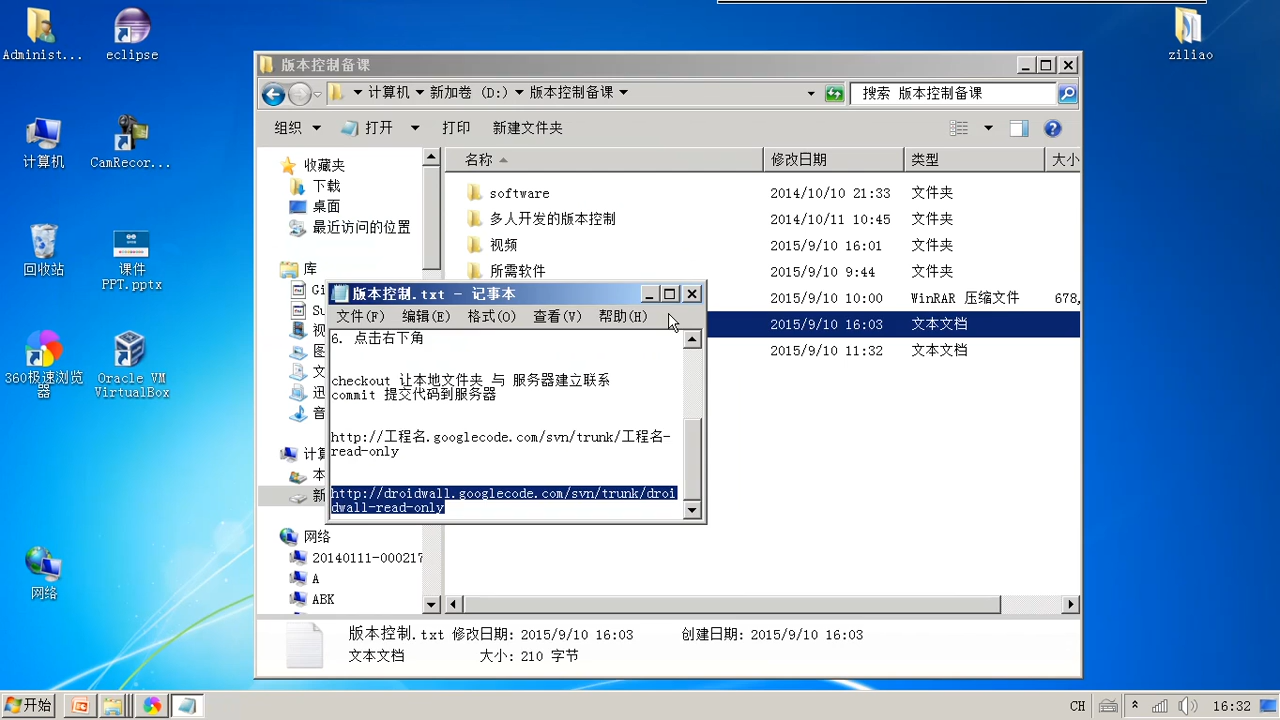 Administ...
eclipse
ziliao
计算机
CamRecor...
回收站
课件
PPT.pptx
360极速浏览
器
Oracle VM
VirtualBox
网络
版本控制备课
计算机 新加卷 (D:) 版本控制备课
搜索 版本控制备课
组织 打开 打印 新建文件夹
名称 修改日期 类型 大小
收藏夹
下载
桌面
最近访问的位置
库
Gi
Su
视
图
文
迅
音
计算
本
新
网络
20140111-000217
A
ABK
software 2014/10/10 21:33 文件夹
多人开发的版本控制 2014/10/11 10:45 文件夹
视频 2015/9/10 16:01 文件夹
所需软件 2015/9/10 9:44 文件夹
2015/9/10 10:00 WinRAR 压缩文件 678,
2015/9/10 16:03 文本文档
2015/9/10 11:32 文本文档
版本控制.txt - 记事本
文件(F) 编辑(E) 格式(O) 查看(V) 帮助(H)
6. 点击右下角
checkout 让本地文件夹 与 服务器建立联系
commit 提交代码到服务器
http://工程名.googlecode.com/svn/trunk/工程名-
read-only
http://droidwall.googlecode.com/svn/trunk/droi
dwall-read-only
版本控制.txt 修改日期: 2015/9/10 16:03 创建日期: 2015/9/10 16:03
文本文档 大小: 210 字节
开始 CH 16:32